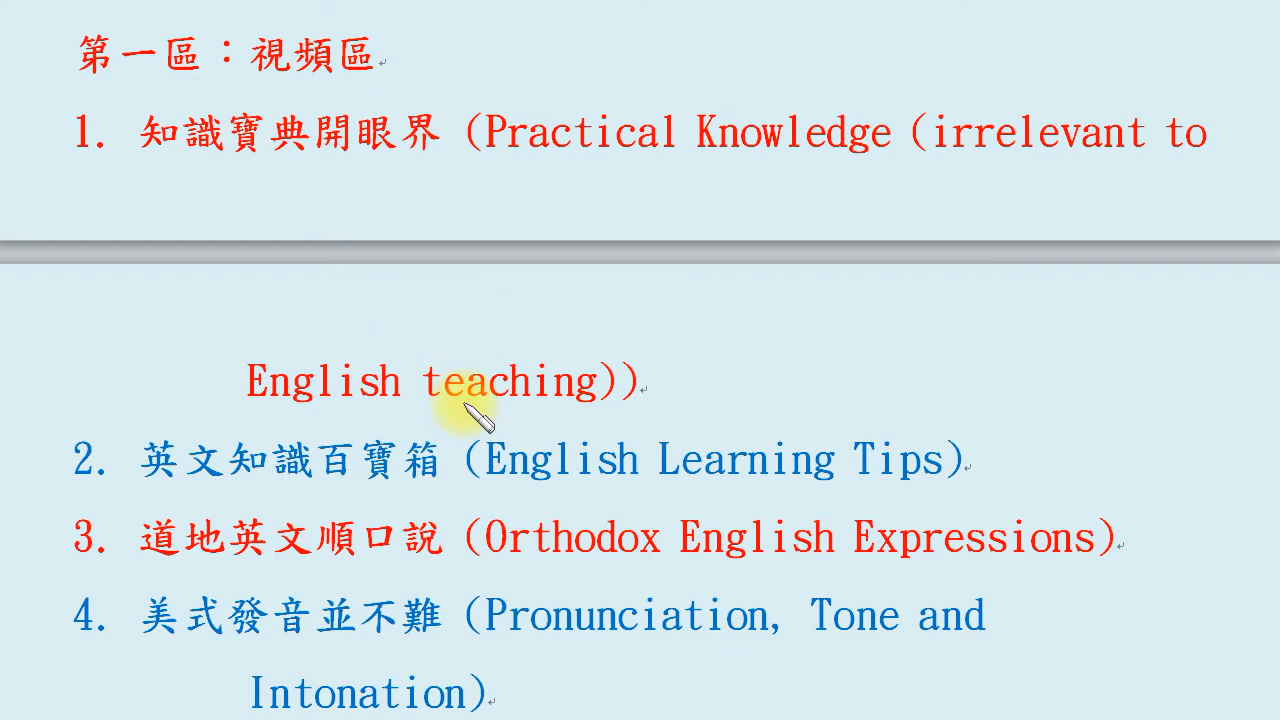 第一區：視頻區
1. 知識寶典開眼界 (Practical Knowledge (irrelevant to
English teaching))
2. 英文知識百寶箱 (English Learning Tips)
3. 道地英文順口說 (Orthodox English Expressions)
4. 美式發音並不難 (Pronunciation, Tone and
Intonation)